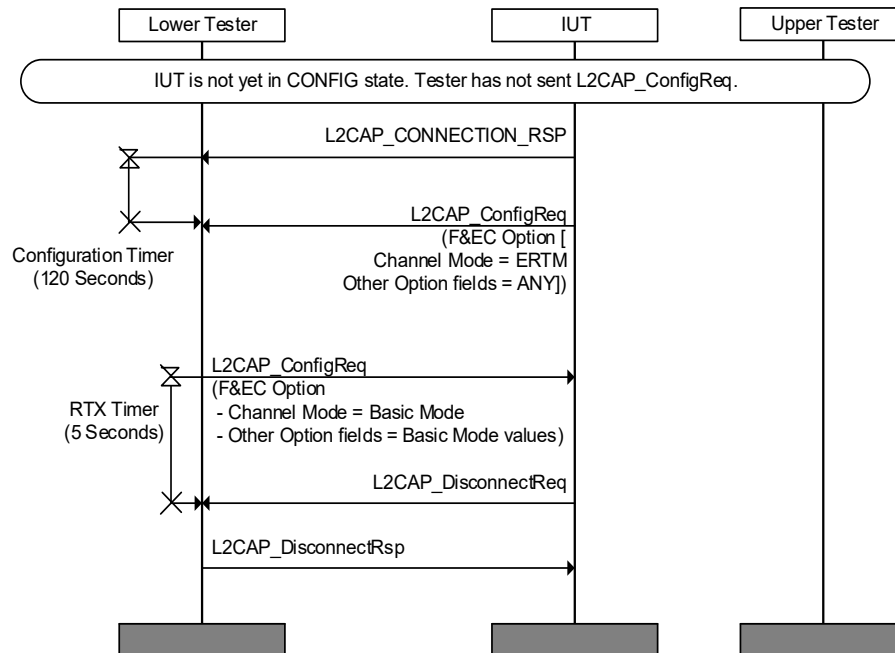 Lower Tester
IUT
Upper Tester
IUT is not yet in CONFIG state. Tester has not sent L2CAP_ConfigReq.
L2CAP_CONNECTION_RSP
L2CAP_ConfigReq
(F&EC Option [
Channel Mode = ERTM
Other Option fields = ANY])
Configuration Timer
(120 Seconds)
L2CAP_ConfigReq
(F&EC Option
- Channel Mode = Basic Mode
- Other Option fields = Basic Mode values)
RTX Timer
(5 Seconds)
L2CAP_DisconnectReq
L2CAP_DisconnectRsp